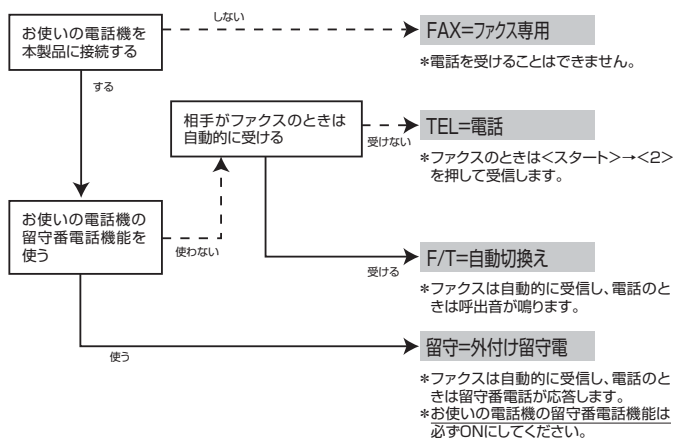 お使いの電話機を
本製品に接続する
しない
FAX=ファクス専用
*電話を受けることはできません。
する
相手がファクスのときは
自動的に受ける
受けない
TEL=電話
*ファクスのときは<スタート>→<2>
を押して受信します。
お使いの電話機の
留守番電話機能を
使う
使わない
受ける
F/T=自動切換え
*ファクスは自動的に受信し、電話のと
きは呼出音が鳴ります。
使う
留守=外付け留守電
*ファクスは自動的に受信し、電話のと
きは留守番電話が応答します。
*お使いの電話機の留守番電話機能は
必ずONにしてください。